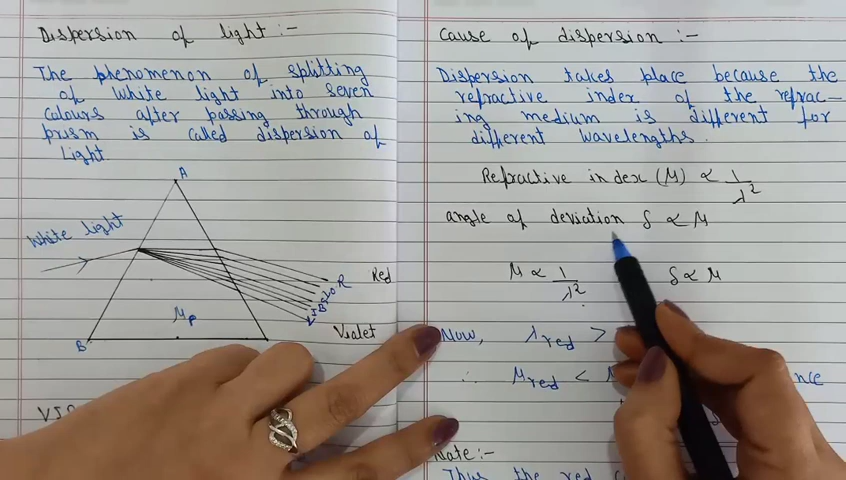 Dispersion of light :-
The phenomenon of splitting
of white light into seven
colours after passing through
prism is called dispersion of
light
A
White light
R
O
Y
G
B
I
V
Red
Violet
μp
B
VI
Cause of dispersion :-
Dispersion takes place because the
refractive index of the refrac-
ing medium is different for
different wavelengths.
Refractive index (μ) ∝ 1/λ²
angle of deviation δ ∝ μ
μ ∝ 1/λ² δ ∝ μ
Now, λred >
∴ μred <
Note :-
Thus the red